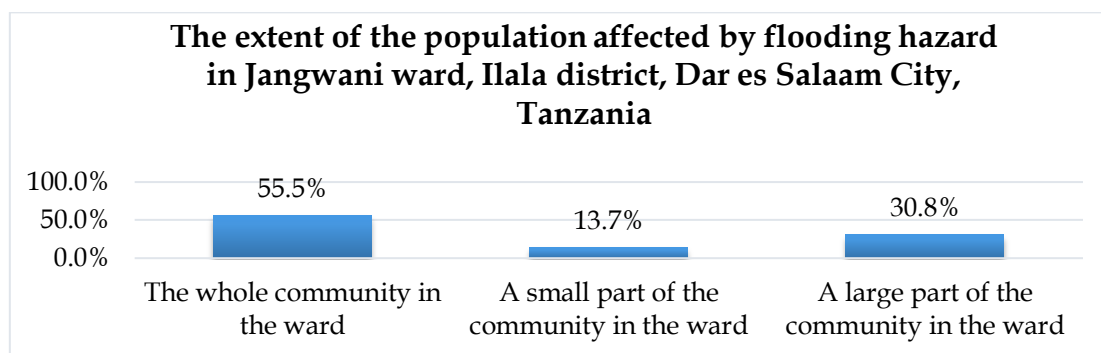 The extent of the population affected by flooding hazard
in Jangwani ward, Ilala district, Dar es Salaam City,
Tanzania
100.0%
50.0%
0.0%
55.5%
13.7%
30.8%
The whole community in
the ward
A small part of the
community in the ward
A large part of the
community in the ward